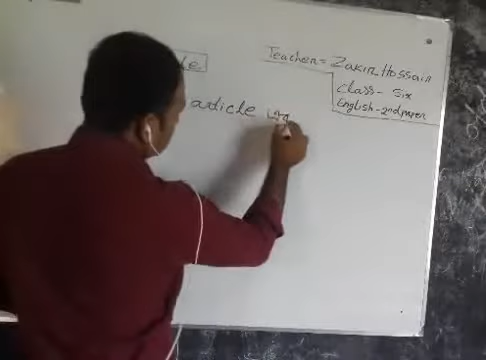 Teacher= Zakir Hossain
Class- Six
English-2nd paper
article